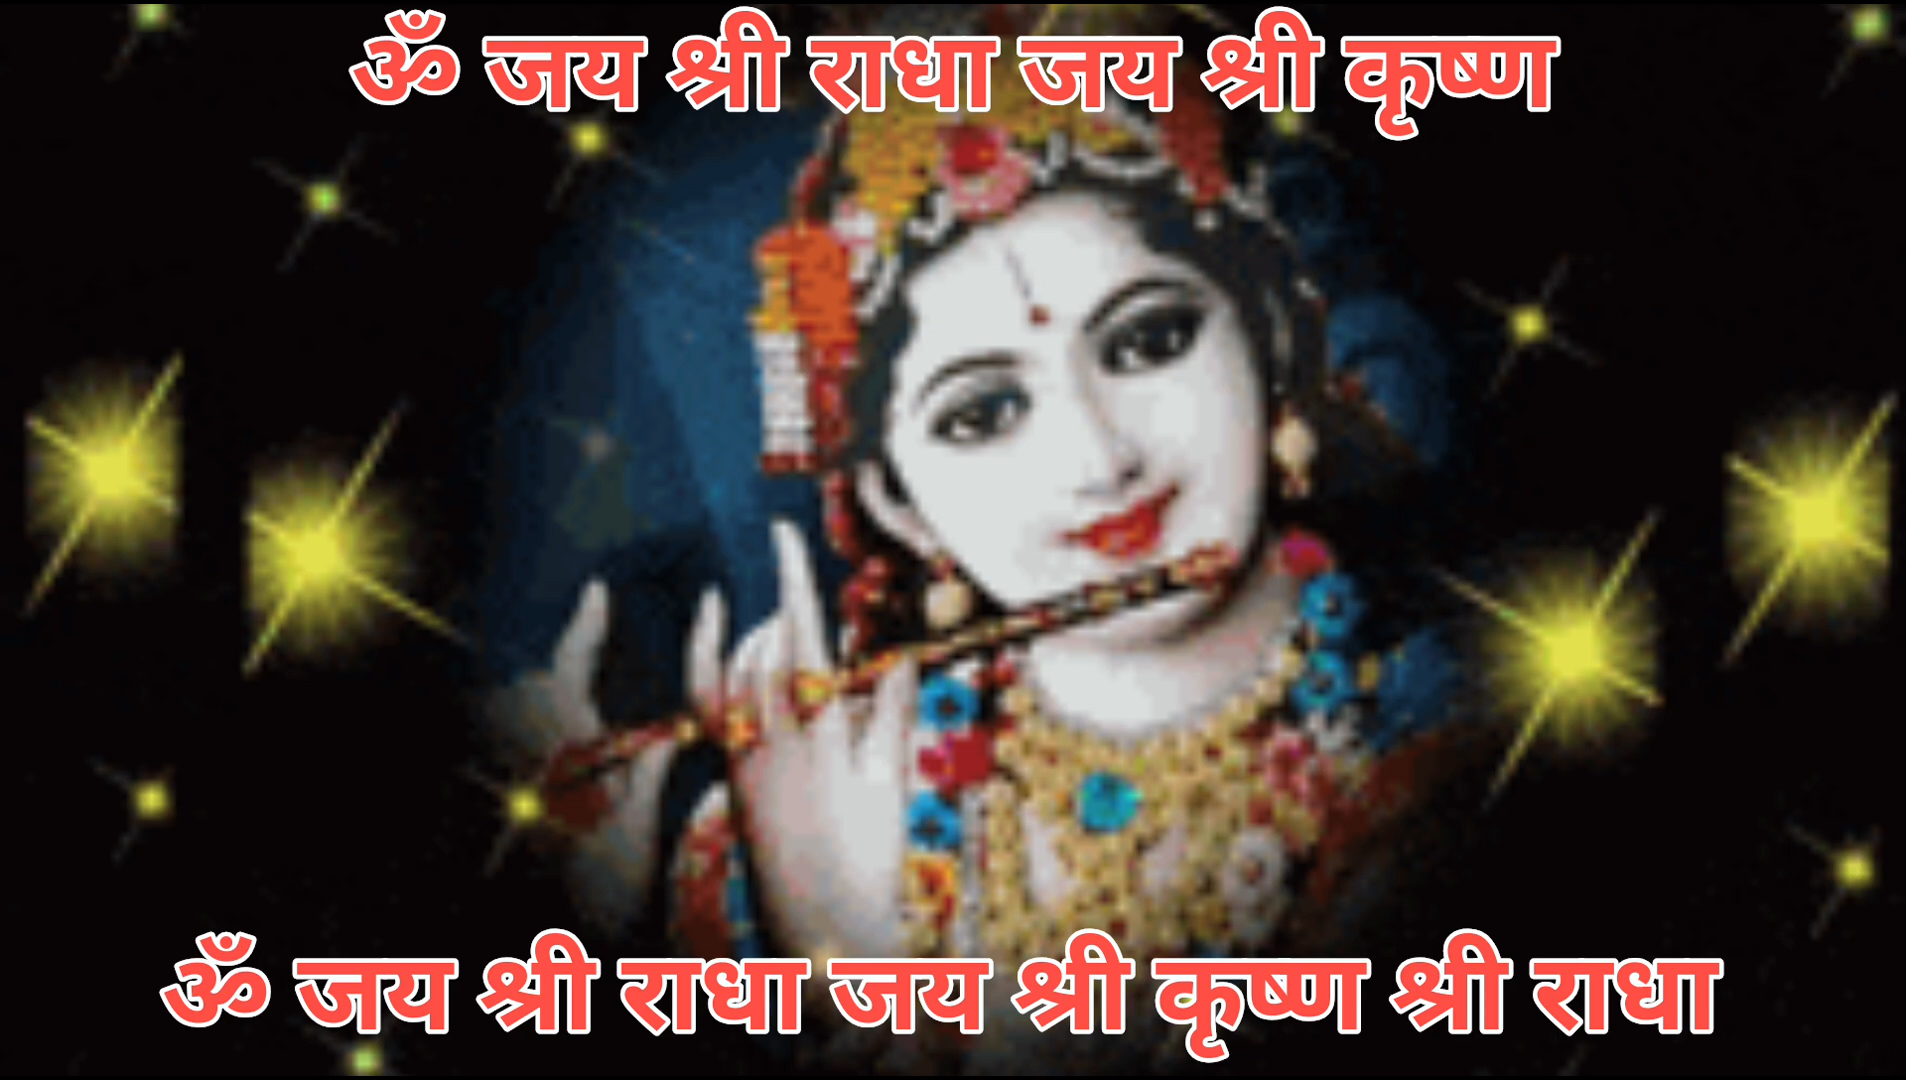 ॐ जय श्री राधा जय श्री कृष्ण
ॐ जय श्री राधा जय श्री कृष्ण श्री राधा